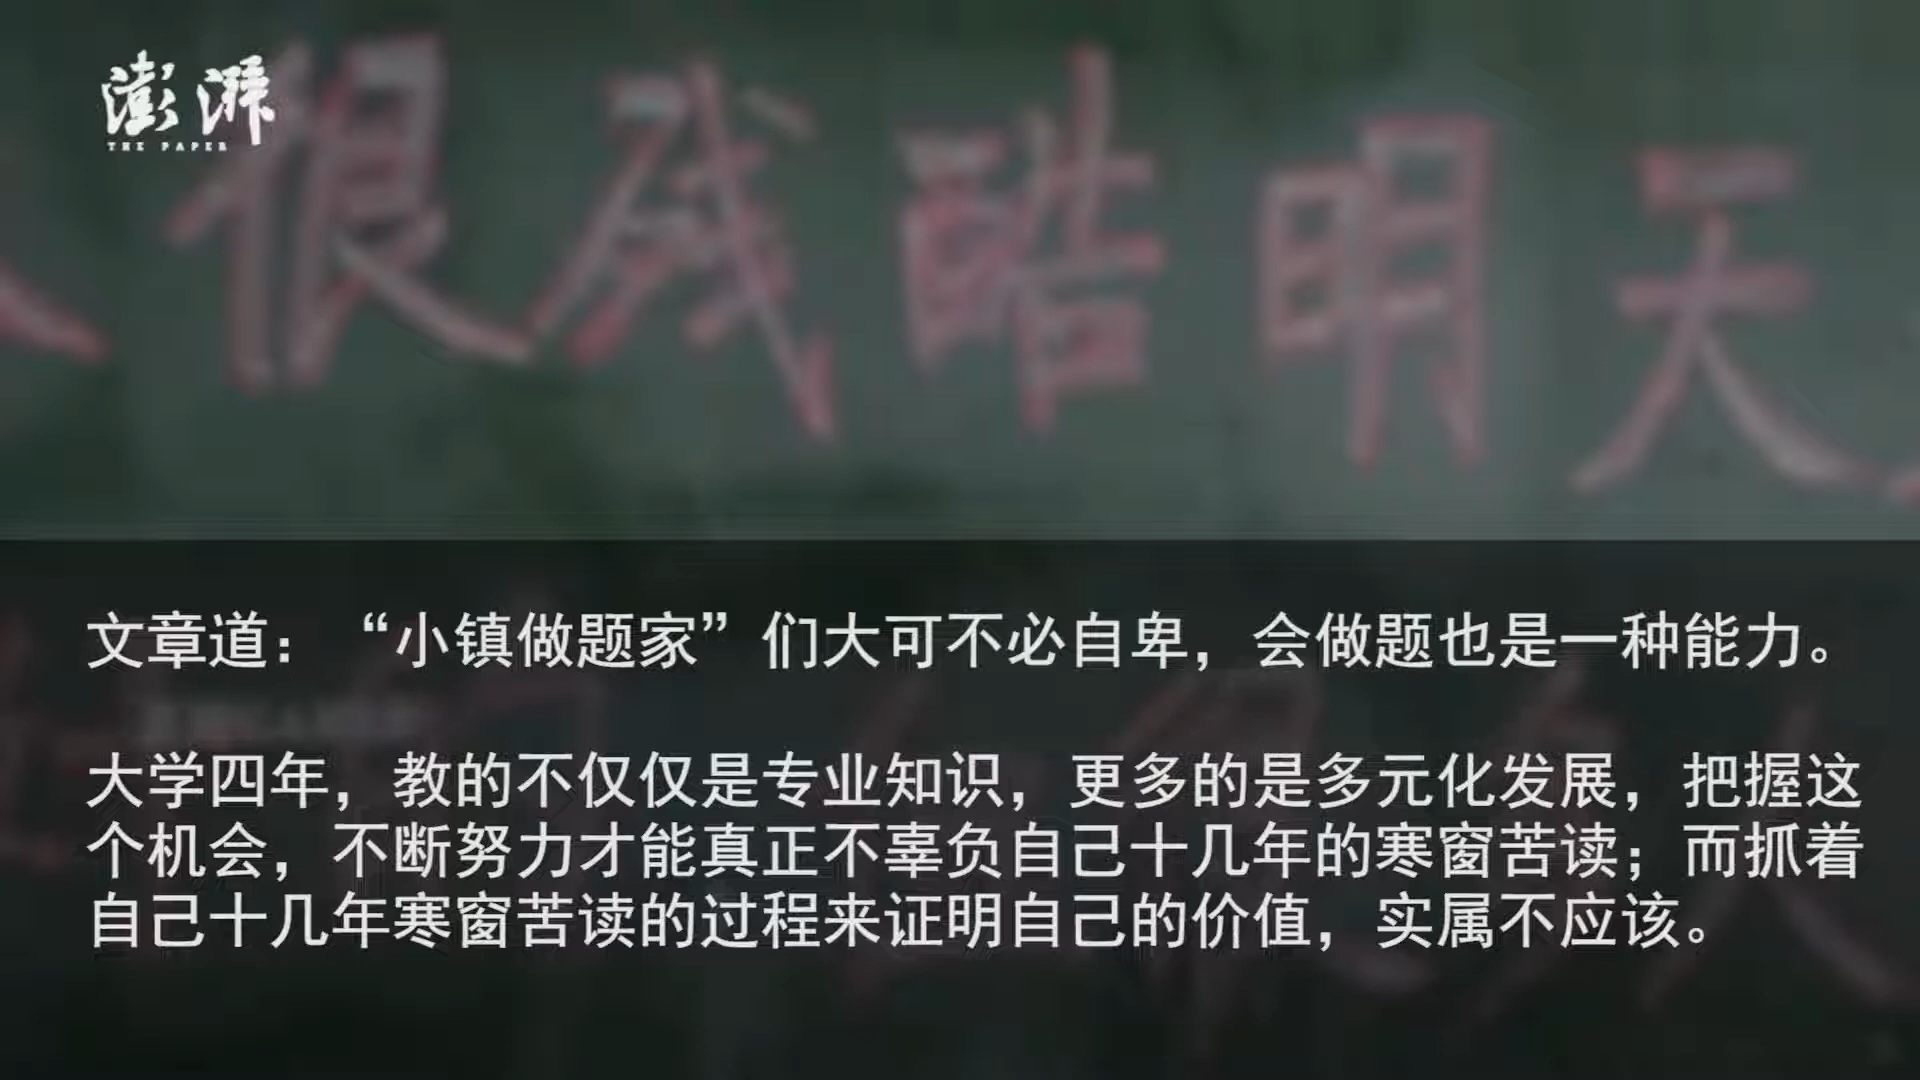 澎湃
THE PAPER
很残酷明天
文章道：“小镇做题家”们大可不必自卑，会做题也是一种能力。
大学四年，教的不仅仅是专业知识，更多的是多元化发展，把握这
个机会，不断努力才能真正不辜负自己十几年的寒窗苦读；而抓着
自己十几年寒窗苦读的过程来证明自己的价值，实属不应该。